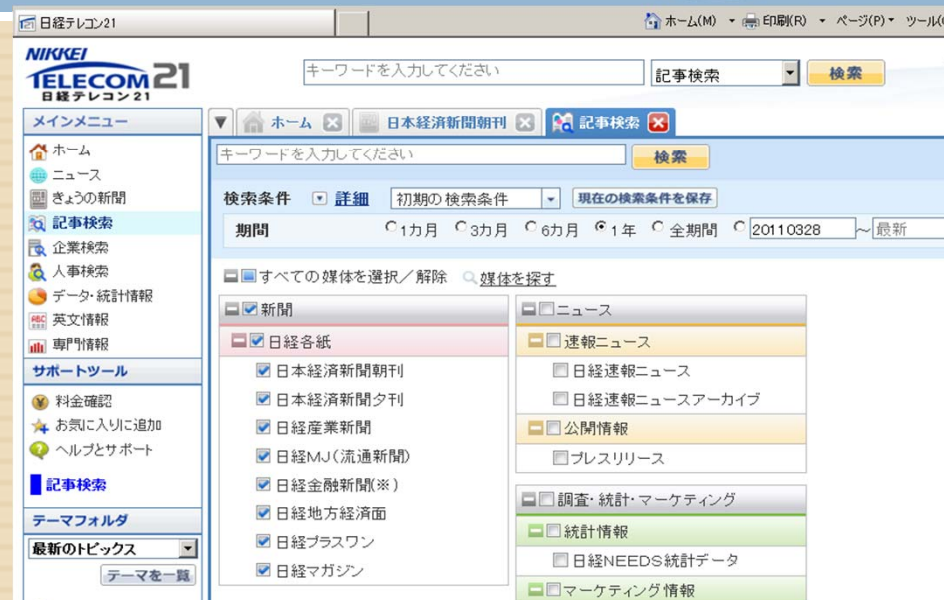 日経テレコン21
ホーム(M) 印刷(R) ページ(P) ツール(
NIKKEI
TELECOM21
日経テレコン21
キーワードを入力してください 記事検索 検索
メインメニュー
ホーム
ニュース
きょうの新聞
記事検索
企業検索
人事検索
データ・統計情報
英文情報
専門情報
サポートツール
料金確認
お気に入りに追加
ヘルプとサポート
記事検索
テーマフォルダ
最新のトピックス
テーマを一覧
ホーム 日本経済新聞朝刊 記事検索
キーワードを入力してください 検索
検索条件 詳細 初期の検索条件 現在の検索条件を保存
期間 1カ月 3カ月 6カ月 1年 全期間 20110328 ～ 最新
すべての媒体を選択／解除 媒体を探す
新聞
日経各紙
日本経済新聞朝刊
日本経済新聞夕刊
日経産業新聞
日経MJ(流通新聞)
日経金融新聞(※)
日経地方経済面
日経プラスワン
日経マガジン
ニュース
速報ニュース
日経速報ニュース
日経速報ニュースアーカイブ
公開情報
プレスリリース
調査・統計・マーケティング
統計情報
日経NEEDS統計データ
マーケティング情報